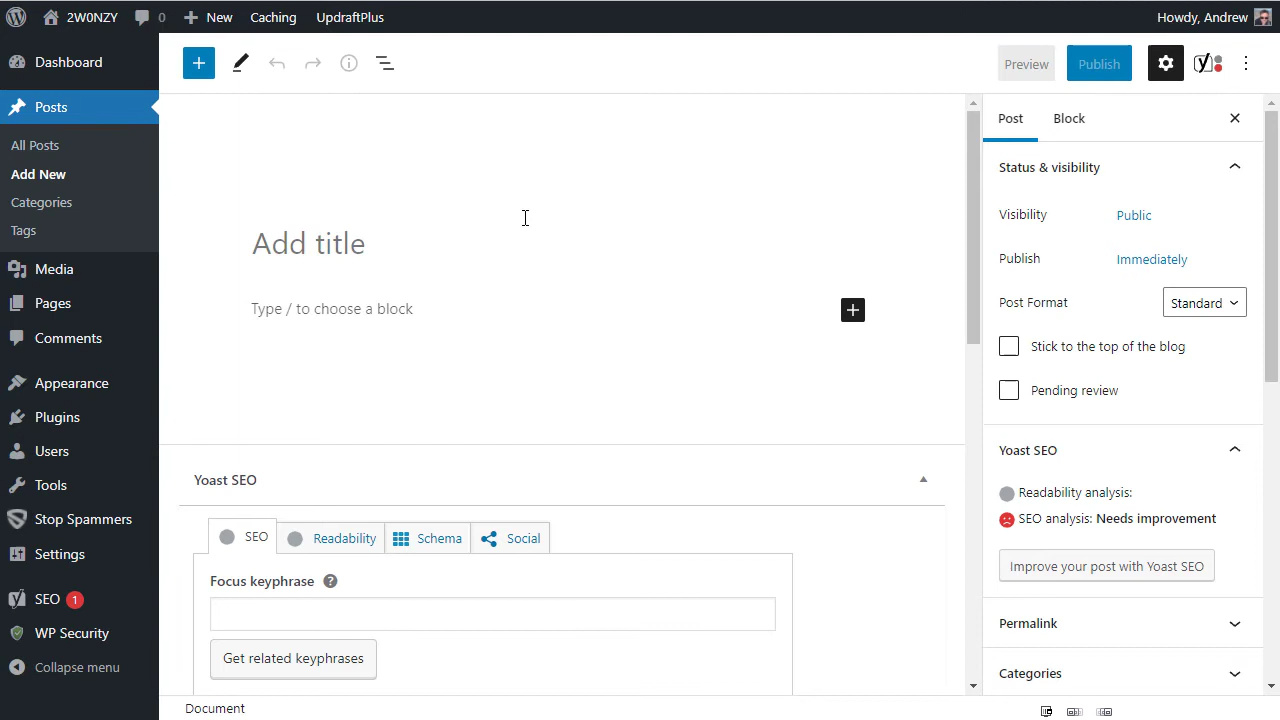 2W0NZY 0 New Caching UpdraftPlus Howdy, Andrew
Dashboard
Posts
All Posts
Add New
Categories
Tags
Media
Pages
Comments
Appearance
Plugins
Users
Tools
Stop Spammers
Settings
SEO 1
WP Security
Collapse menu
Preview Publish
Add title
Type / to choose a block
Yoast SEO
SEO Readability Schema Social
Focus keyphrase ?
Get related keyphrases
Document
Post Block
Status & visibility
Visibility Public
Publish Immediately
Post Format Standard
Stick to the top of the blog
Pending review
Yoast SEO
Readability analysis:
SEO analysis: Needs improvement
Improve your post with Yoast SEO
Permalink
Categories